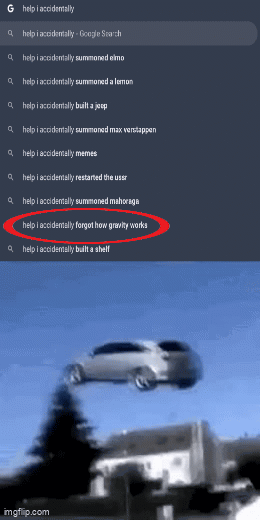 help i accidentally
help i accidentally - Google Search
help i accidentally summoned elmo
help i accidentally summoned a lemon
help i accidentally built a jeep
help i accidentally summoned max verstappen
help i accidentally memes
help i accidentally restarted the ussr
help i accidentally summoned mahoraga
help i accidentally forgot how gravity works
help i accidentally built a shelf
imgflip.com